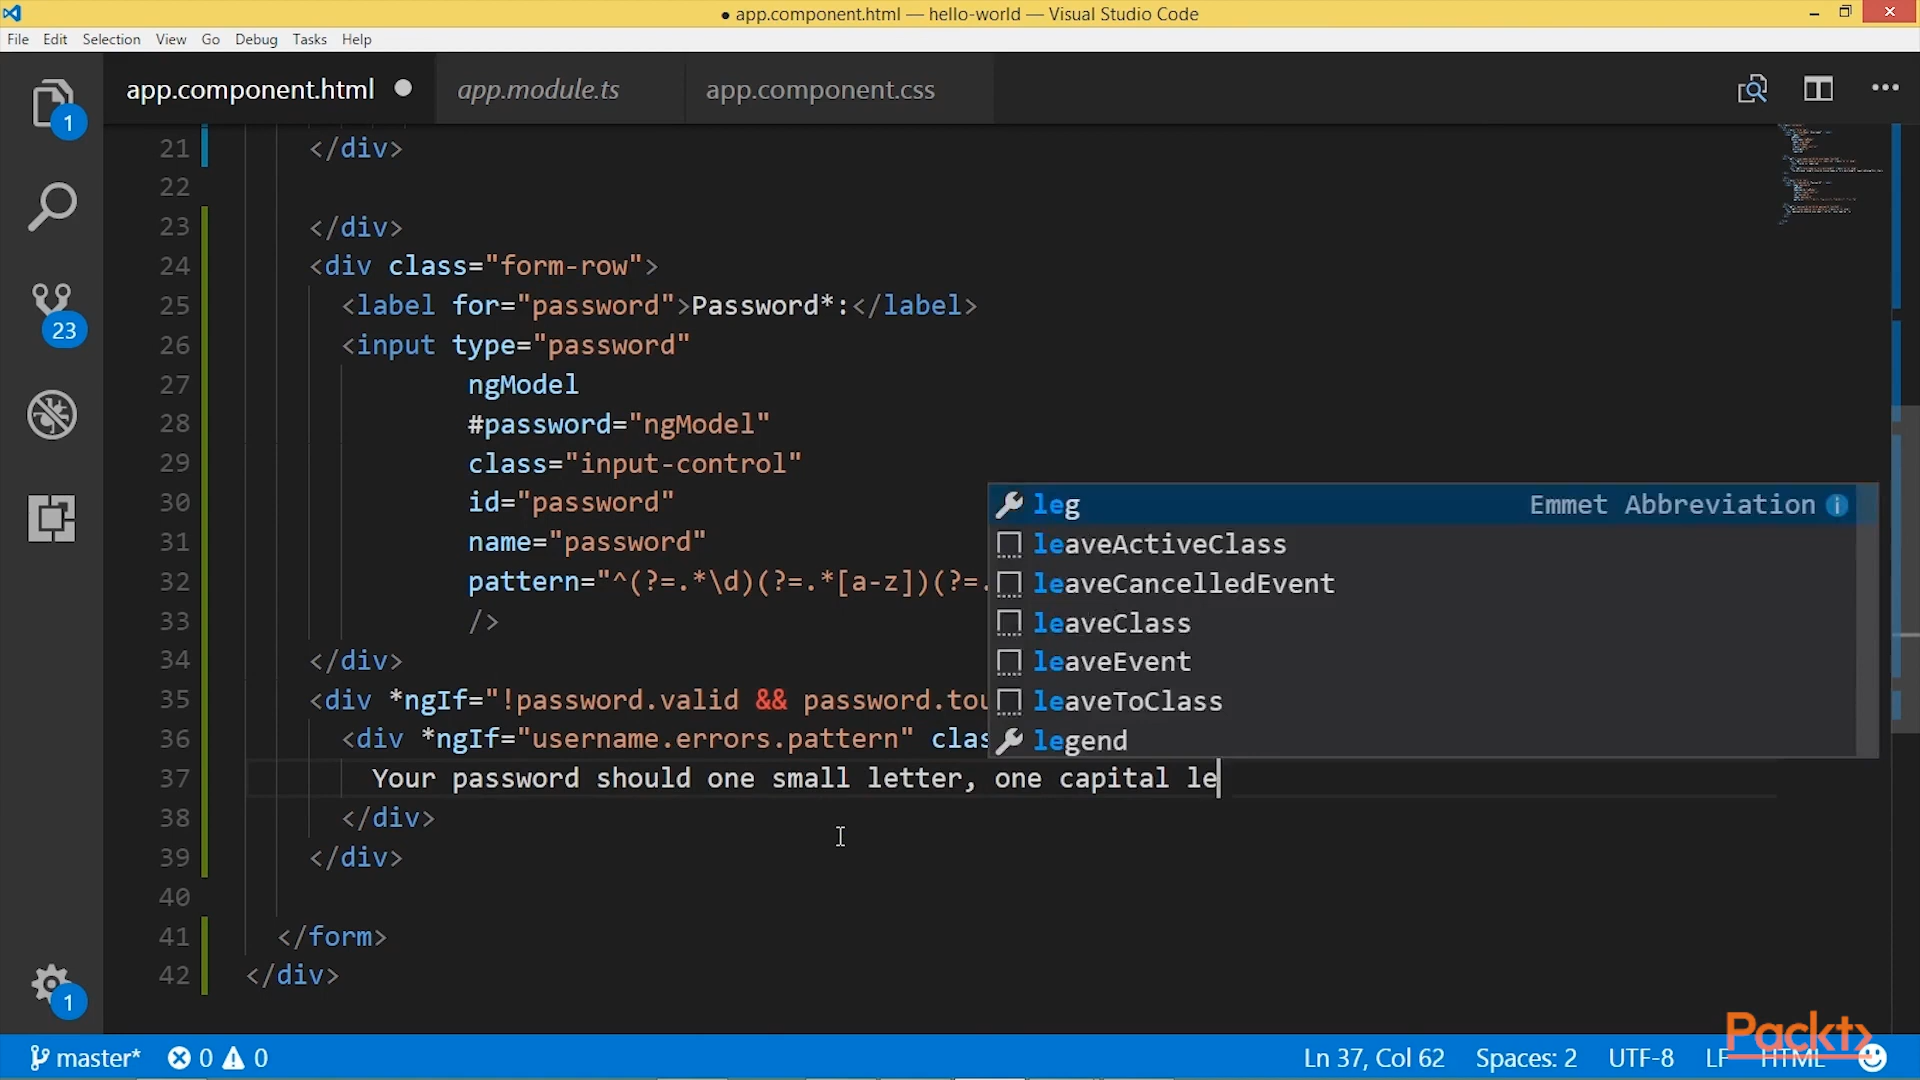 ● app.component.html — hello-world — Visual Studio Code
File Edit Selection View Go Debug Tasks Help
app.component.html ● app.module.ts app.component.css
1
23
1
21 </div>
22
23 </div>
24 <div class="form-row">
25 <label for="password">Password*:</label>
26 <input type="password"
27 ngModel
28 #password="ngModel"
29 class="input-control"
30 id="password"
31 name="password"
32 pattern="^(?=.*\d)(?=.*[a-z])(?=.
33 />
34 </div>
35 <div *ngIf="!password.valid && password.tou
36 <div *ngIf="username.errors.pattern" clas
37 Your password should one small letter, one capital le
38 </div>
39 </div>
40
41 </form>
42 </div>
leg Emmet Abbreviation
leaveActiveClass
leaveCancelledEvent
leaveClass
leaveEvent
leaveToClass
legend
master* 0 0 Ln 37, Col 62 Spaces: 2 UTF-8 LF HTML
Packt>